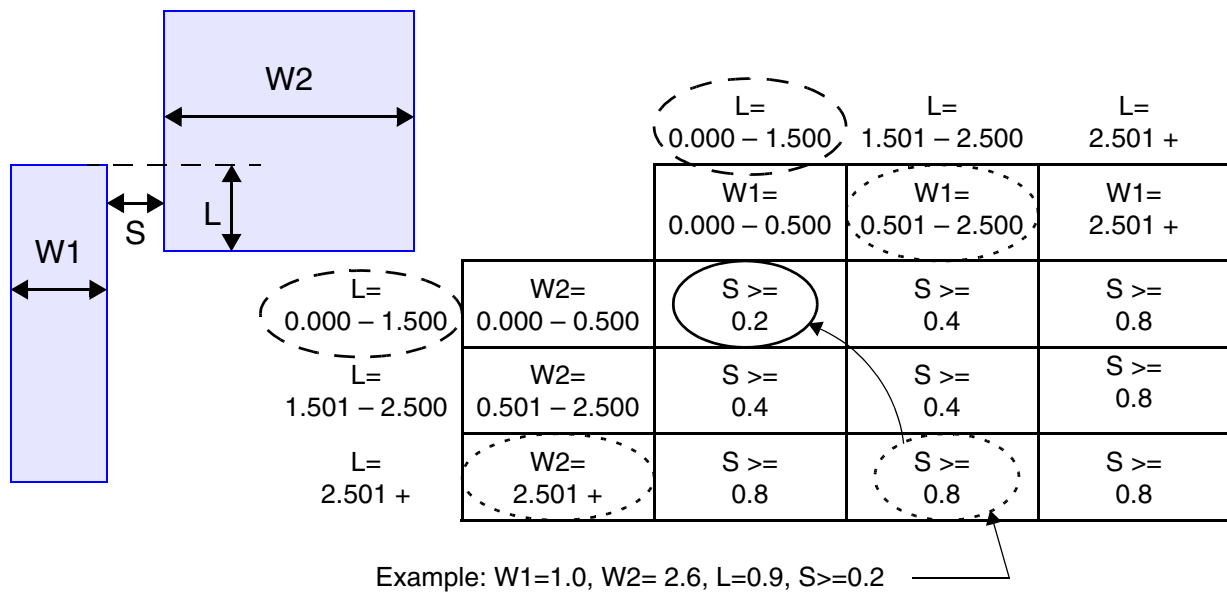 W2
L
S
W1
L= L= L=
0.000 – 1.500 1.501 – 2.500 2.501 +
W1= W1= W1=
0.000 – 0.500 0.501 – 2.500 2.501 +
L= W2= S >= S >= S >=
0.000 – 1.500 0.000 – 0.500 0.2 0.4 0.8
L= W2= S >= S >= S >=
1.501 – 2.500 0.501 – 2.500 0.4 0.4 0.8
L= W2= S >= S >= S >=
2.501 + 2.501 + 0.8 0.8 0.8
Example: W1=1.0, W2= 2.6, L=0.9, S>=0.2